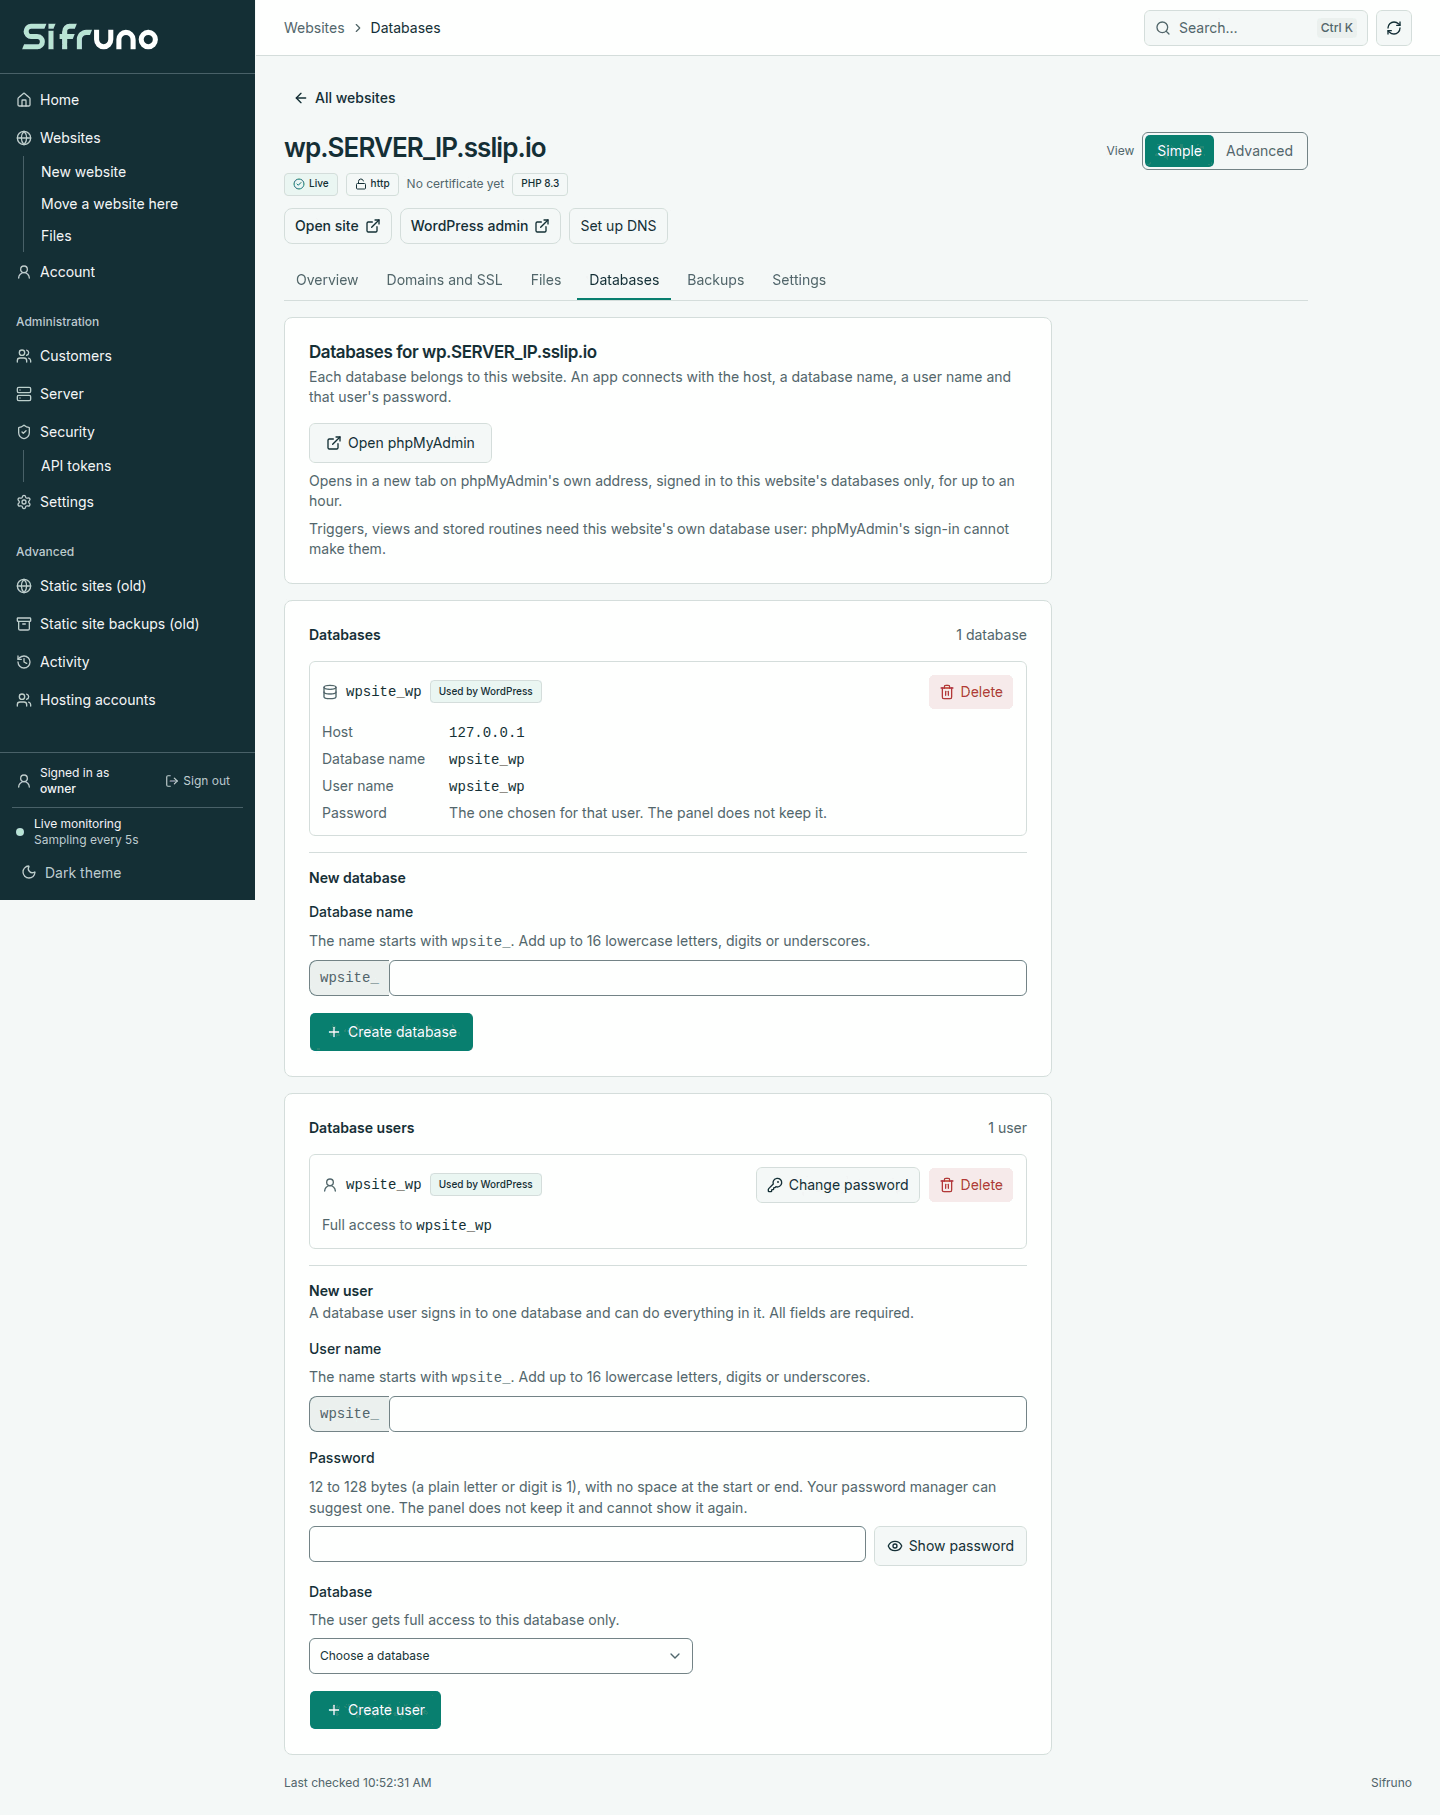 Sifruno
Home
Websites
New website
Move a website here
Files
Account
Administration
Customers
Server
Security
API tokens
Settings
Advanced
Static sites (old)
Static site backups (old)
Activity
Hosting accounts
Signed in as
owner
Sign out
Live monitoring
Sampling every 5s
Dark theme
Websites > Databases
Search... Ctrl K
All websites
wp.SERVER_IP.sslip.io
View Simple Advanced
Live http No certificate yet PHP 8.3
Open site WordPress admin Set up DNS
Overview Domains and SSL Files Databases Backups Settings
Databases for wp.SERVER_IP.sslip.io
Each database belongs to this website. An app connects with the host, a database name, a user name and
that user's password.
Open phpMyAdmin
Opens in a new tab on phpMyAdmin's own address, signed in to this website's databases only, for up to an
hour.
Triggers, views and stored routines need this website's own database user: phpMyAdmin's sign-in cannot
make them.
Databases 1 database
wpsite_wp Used by WordPress Delete
Host 127.0.0.1
Database name wpsite_wp
User name wpsite_wp
Password The one chosen for that user. The panel does not keep it.
New database
Database name
The name starts with wpsite_. Add up to 16 lowercase letters, digits or underscores.
wpsite_
Create database
Database users 1 user
wpsite_wp Used by WordPress Change password Delete
Full access to wpsite_wp
New user
A database user signs in to one database and can do everything in it. All fields are required.
User name
The name starts with wpsite_. Add up to 16 lowercase letters, digits or underscores.
wpsite_
Password
12 to 128 bytes (a plain letter or digit is 1), with no space at the start or end. Your password manager can
suggest one. The panel does not keep it and cannot show it again.
Show password
Database
The user gets full access to this database only.
Choose a database
Create user
Last checked 10:52:31 AM Sifruno